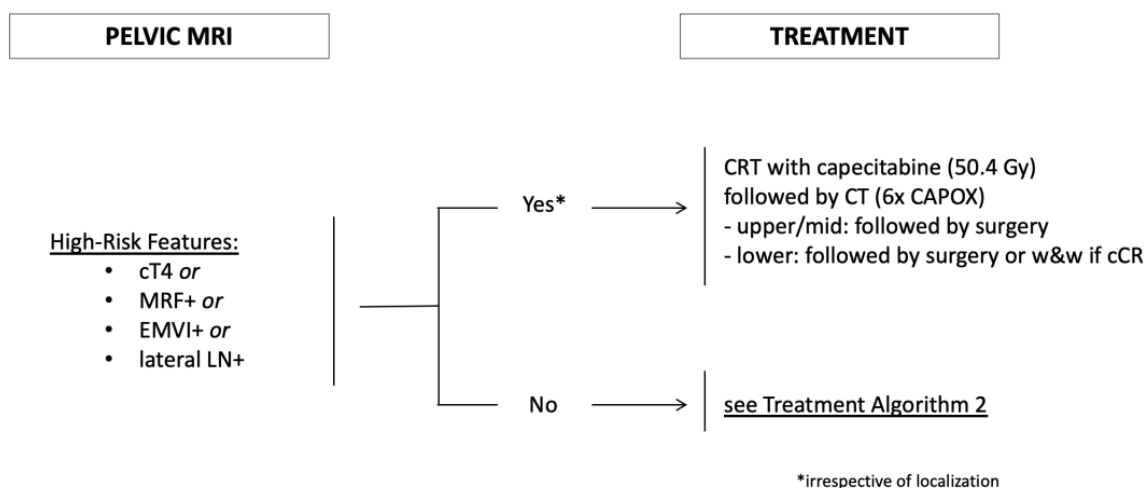 PELVIC MRI
TREATMENT
High-Risk Features:
• cT4 or
• MRF+ or
• EMVI+ or
• lateral LN+
Yes*
CRT with capecitabine (50.4 Gy)
followed by CT (6x CAPOX)
- upper/mid: followed by surgery
- lower: followed by surgery or w&w if cCR
No
see Treatment Algorithm 2
*irrespective of localization